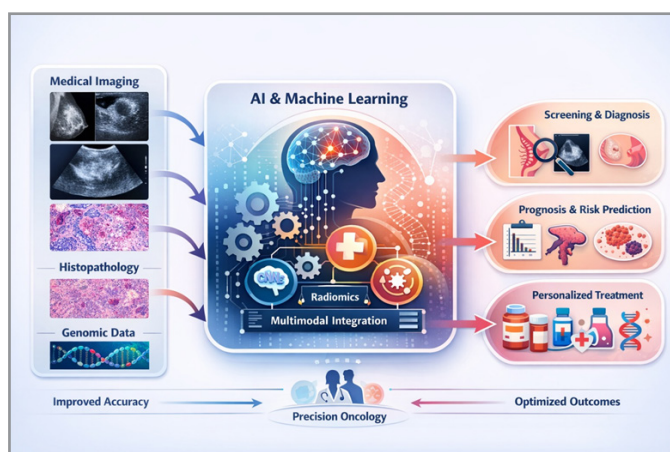 Medical Imaging
Histopathology
Genomic Data
AI & Machine Learning
Radiomics
Multimodal Integration
Screening & Diagnosis
Prognosis & Risk Prediction
Personalized Treatment
Improved Accuracy
Precision Oncology
Optimized Outcomes